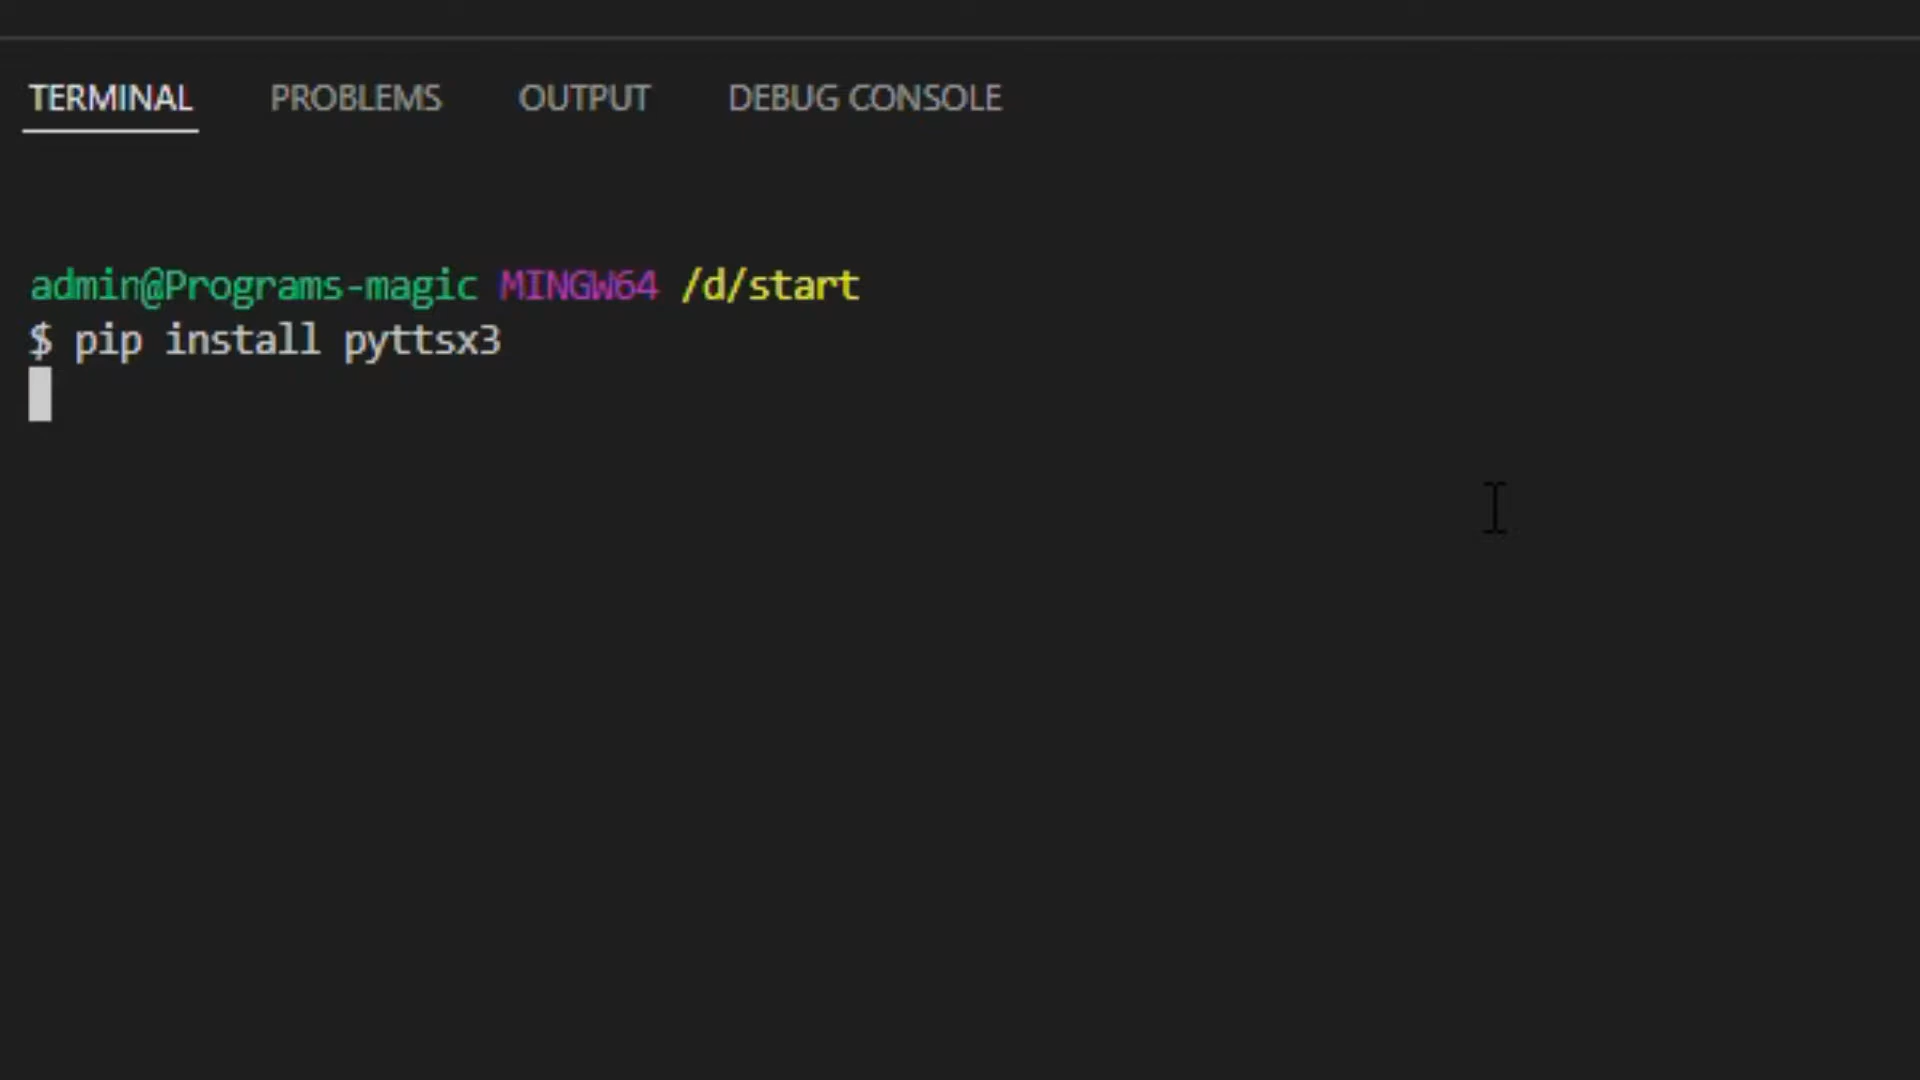 TERMINAL PROBLEMS OUTPUT DEBUG CONSOLE
admin@Programs-magic MINGW64 /d/start
$ pip install pyttsx3